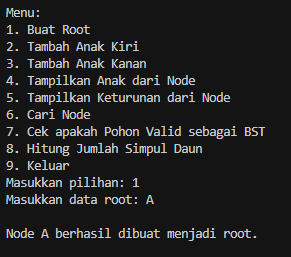 Menu:
1. Buat Root
2. Tambah Anak Kiri
3. Tambah Anak Kanan
4. Tampilkan Anak dari Node
5. Tampilkan Keturunan dari Node
6. Cari Node
7. Cek apakah Pohon Valid sebagai BST
8. Hitung Jumlah Simpul Daun
9. Keluar
Masukkan pilihan: 1
Masukkan data root: A
Node A berhasil dibuat menjadi root.